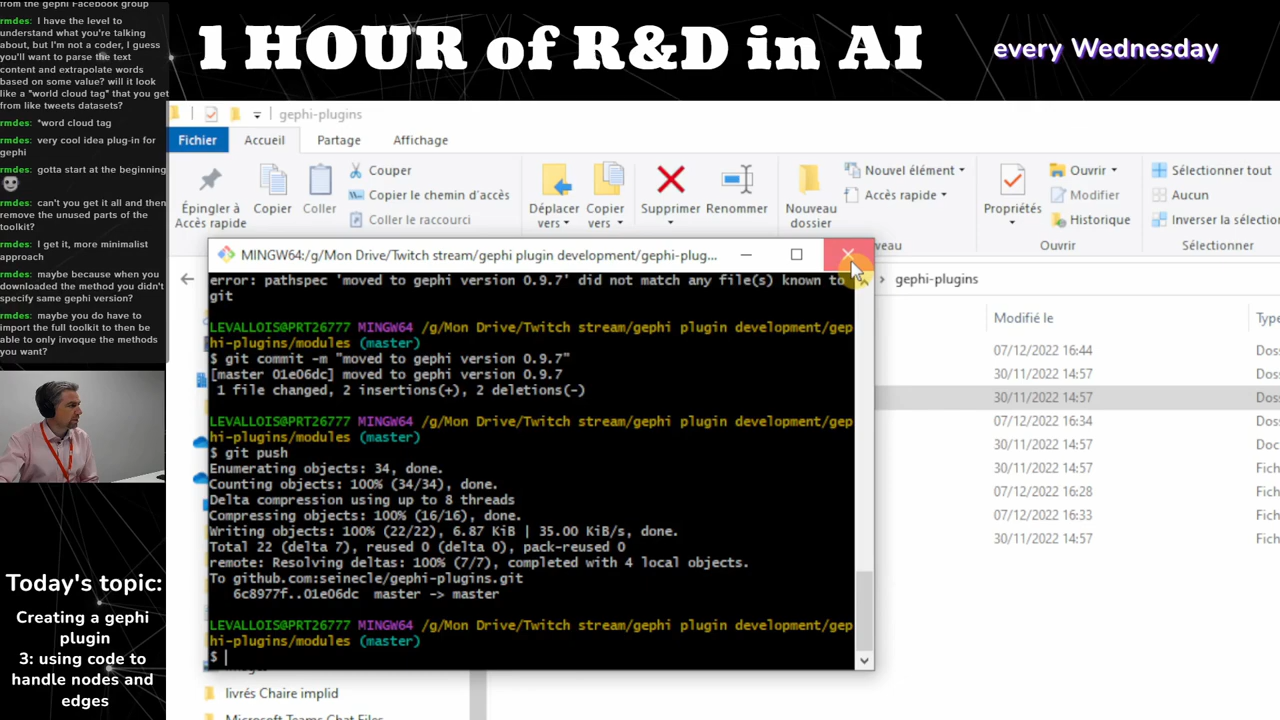 from the gephi Facebook group
rmdes: I have the level to
understand what you're talking
about, but I'm not a coder, I guess
you'll want to parse the text
content and extrapolate words
based on some value? will it look
like a "world cloud tag" that you get
from like tweets datasets?
rmdes: *word cloud tag
rmdes: very cool idea plug-in for
gephi
rmdes: gotta start at the beginning
rmdes: can't you get it all and then
remove the unused parts of the
toolkit?
rmdes: I get it, more minimalist
approach
rmdes: maybe because when you
downloaded the method you didn't
specify same gephi version?
rmdes: maybe you do have to
import the full toolkit to then be
able to only invoque the methods
you want?
Today's topic:
Creating a gephi
plugin
3: using code to
handle nodes and
edges
1 HOUR of R&D in AI
every Wednesday
gephi-plugins
Fichier Accueil Partage Affichage
Épingler à
Accès rapide
Copier
Coller
Couper
Copier le chemin d'accès
Coller le raccourci
Déplacer
vers
Copier
vers
Supprimer
Renommer
Nouveau
dossier
Nouvel élément
Accès rapide
Propriétés
Ouvrir
Modifier
Historique
Ouvrir
Sélectionner tout
Aucun
Inverser la sélectio
Sélectionner
MINGW64:/g/Mon Drive/Twitch stream/gephi plugin development/gephi-plug...
error: pathspec 'moved to gephi version 0.9.7' did not match any file(s) known to
git
LEVALLOIS@PRT26777 MINGW64 /g/Mon Drive/Twitch stream/gephi plugin development/gep
hi-plugins/modules (master)
$ git commit -m "moved to gephi version 0.9.7"
[master 01e06dc] moved to gephi version 0.9.7
1 file changed, 2 insertions(+), 2 deletions(-)
LEVALLOIS@PRT26777 MINGW64 /g/Mon Drive/Twitch stream/gephi plugin development/gep
hi-plugins/modules (master)
$ git push
Enumerating objects: 34, done.
Counting objects: 100% (34/34), done.
Delta compression using up to 8 threads
Compressing objects: 100% (16/16), done.
Writing objects: 100% (22/22), 6.87 KiB | 35.00 KiB/s, done.
Total 22 (delta 7), reused 0 (delta 0), pack-reused 0
remote: Resolving deltas: 100% (7/7), completed with 4 local objects.
To github.com:seinecle/gephi-plugins.git
6c8977f..01e06dc master -> master
LEVALLOIS@PRT26777 MINGW64 /g/Mon Drive/Twitch stream/gephi plugin development/gep
hi-plugins/modules (master)
$
gephi-plugins
Modifié le Type
07/12/2022 16:44 Doss
30/11/2022 14:57 Doss
30/11/2022 14:57 Doss
07/12/2022 16:34 Doss
30/11/2022 14:57 Doc
30/11/2022 14:57 Fich
07/12/2022 16:28 Fich
07/12/2022 16:33 Fich
30/11/2022 14:57 Fich
livrés Chaire implid
Microsoft Teams Chat Files